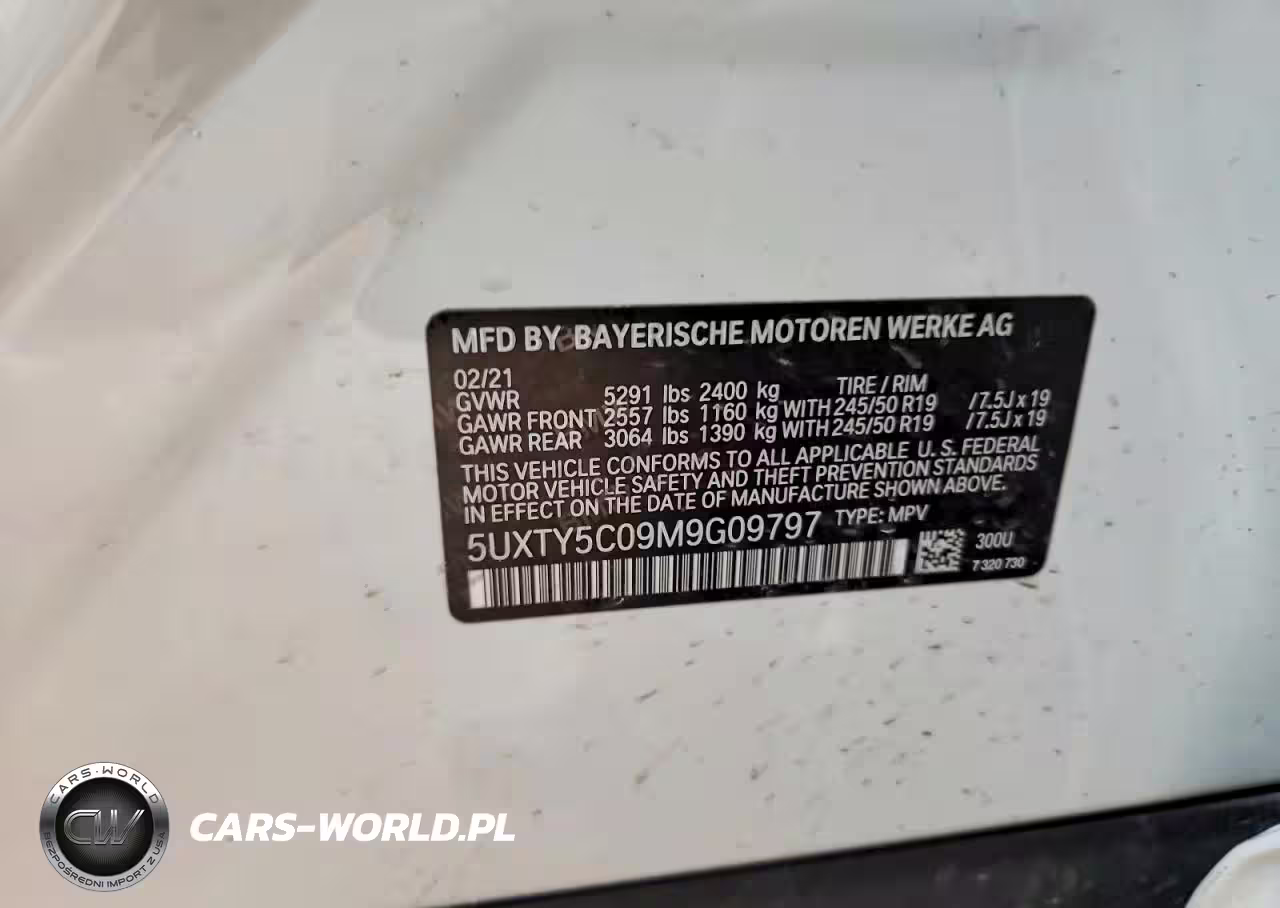 MFD BY BAYERISCHE MOTOREN WERKE AG
02/21 TIRE / RIM
GVWR 5291 lbs 2400 kg
GAWR FRONT 2557 lbs 1160 kg WITH 245/50 R19 /7.5J x 19
GAWR REAR 3064 lbs 1390 kg WITH 245/50 R19 /7.5J x 19
THIS VEHICLE CONFORMS TO ALL APPLICABLE U.S. FEDERAL
MOTOR VEHICLE SAFETY AND THEFT PREVENTION STANDARDS
IN EFFECT ON THE DATE OF MANUFACTURE SHOWN ABOVE.
5UXTY5C09M9G09797 TYPE: MPV
300U
7 320 730
CARS-WORLD
CW
BEZPOŚREDNI IMPORT Z USA
CARS-WORLD.PL